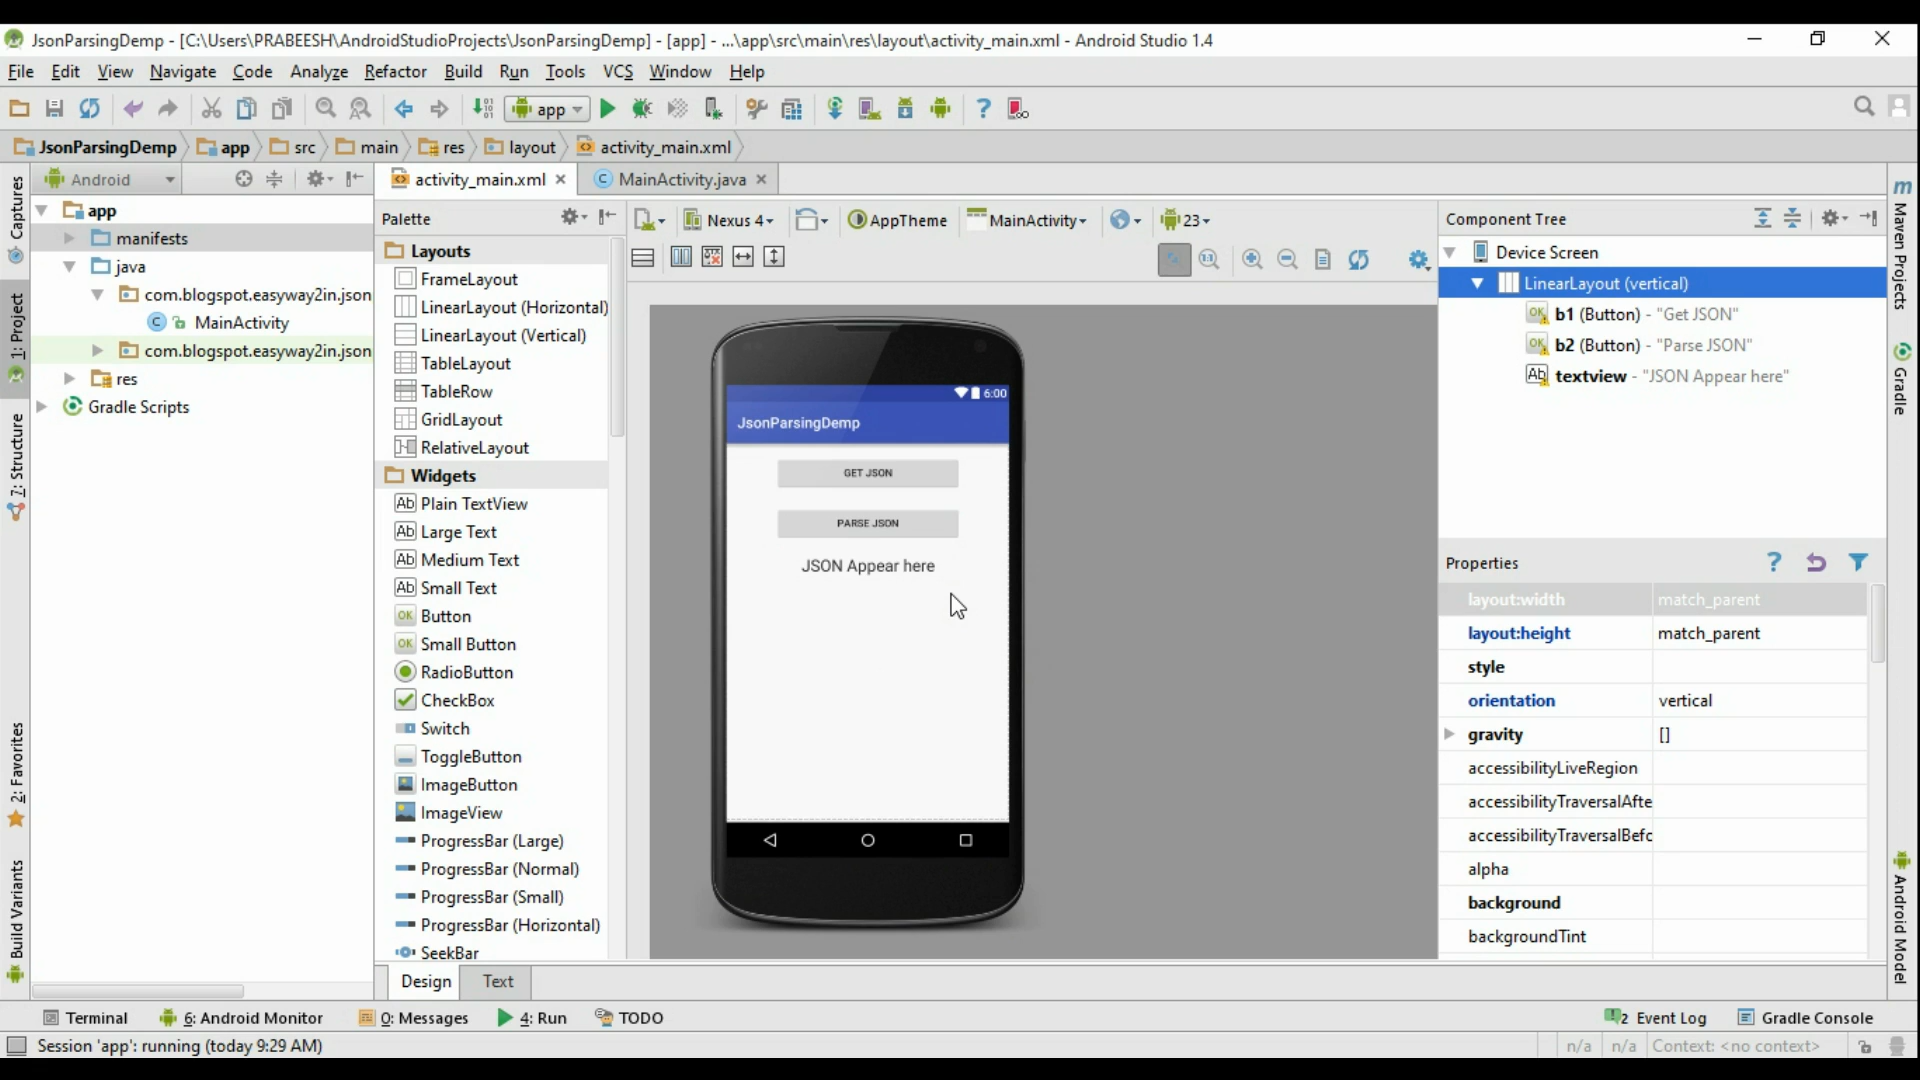 JsonParsingDemp - [C:\Users\PRABEESH\AndroidStudioProjects\JsonParsingDemp] - [app] - ...\app\src\main\res\layout\activity_main.xml - Android Studio 1.4
File Edit View Navigate Code Analyze Refactor Build Run Tools VCS Window Help
app
JsonParsingDemp app src main res layout activity_main.xml
Captures
1: Project
7: Structure
2: Favorites
Build Variants
Android
app
manifests
java
com.blogspot.easyway2in.json
MainActivity
com.blogspot.easyway2in.json
res
Gradle Scripts
activity_main.xml MainActivity.java
Palette
Layouts
FrameLayout
LinearLayout (Horizontal)
LinearLayout (Vertical)
TableLayout
TableRow
GridLayout
RelativeLayout
Widgets
Plain TextView
Large Text
Medium Text
Small Text
Button
Small Button
RadioButton
CheckBox
Switch
ToggleButton
ImageButton
ImageView
ProgressBar (Large)
ProgressBar (Normal)
ProgressBar (Small)
ProgressBar (Horizontal)
SeekBar
Nexus 4 AppTheme MainActivity 23
6:00
JsonParsingDemp
GET JSON
PARSE JSON
JSON Appear here
Design Text
Component Tree
Device Screen
LinearLayout (vertical)
b1 (Button) - "Get JSON"
b2 (Button) - "Parse JSON"
textview - "JSON Appear here"
Properties
layout:width match_parent
layout:height match_parent
style
orientation vertical
gravity []
accessibilityLiveRegion
accessibilityTraversalAfte
accessibilityTraversalBefo
alpha
background
backgroundTint
Maven Projects
Gradle
Android Model
Terminal 6: Android Monitor 0: Messages 4: Run TODO 2 Event Log Gradle Console
Session 'app': running (today 9:29 AM) n/a n/a Context: <no context>